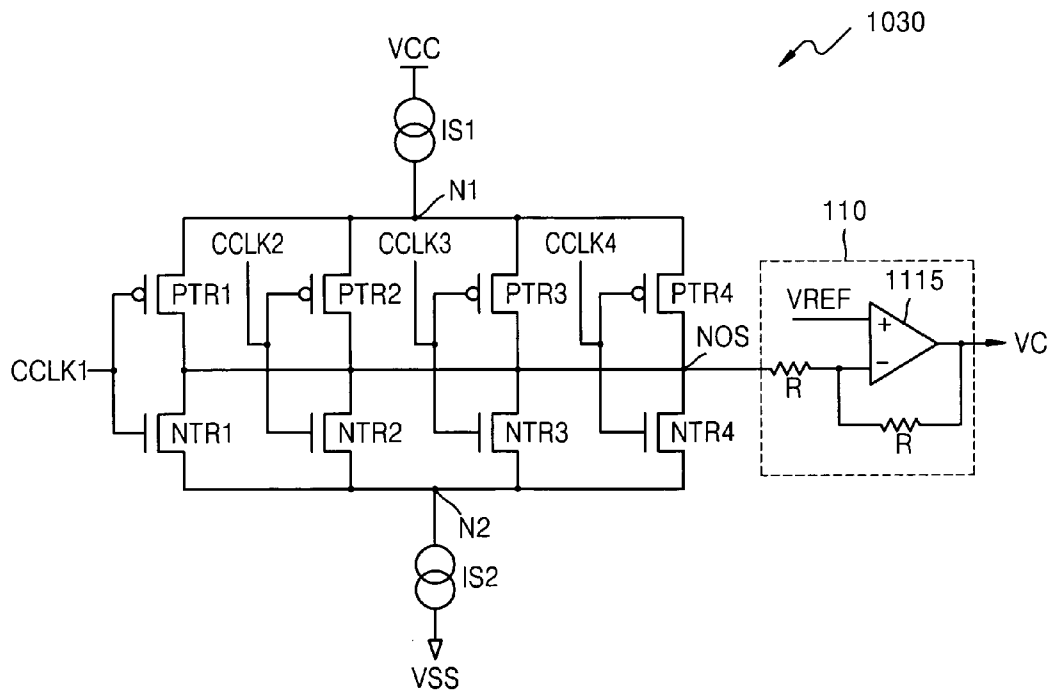 1030
VCC
IS1
N1
110
CCLK2
CCLK3
CCLK4
1115
PTR1
PTR2
PTR3
PTR4
VREF
+
NOS
VC
CCLK1
−
R
NTR1
NTR2
NTR3
NTR4
R
N2
IS2
VSS